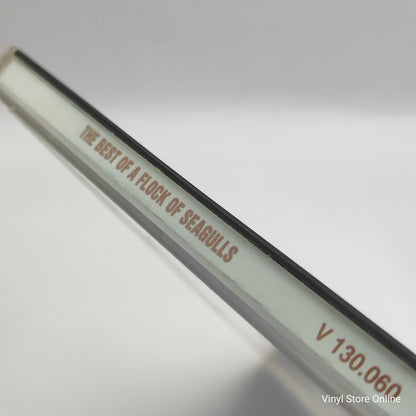 THE BEST OF A FLOCK OF SEAGULLS
V 130.060
Vinyl Store Online